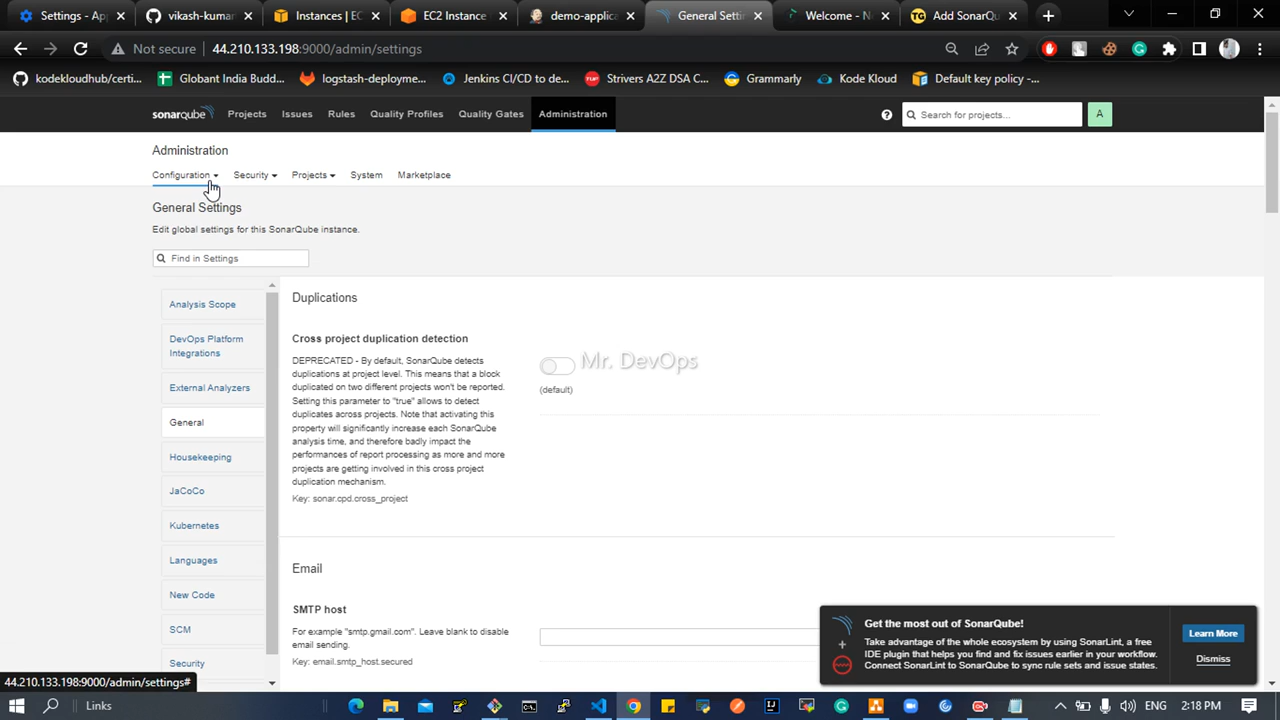 Settings - App
vikash-kumar
Instances | EC
EC2 Instance
demo-applica
General Setti
Welcome - Ne
TG Add SonarQu
Not secure 44.210.133.198:9000/admin/settings
kodekloudhub/certi...
Globant India Budd...
logstash-deployme...
Jenkins CI/CD to de...
TUF Strivers A2Z DSA C...
Grammarly
Kode Kloud
Default key policy -...
sonarqube Projects Issues Rules Quality Profiles Quality Gates Administration
? Search for projects... A
Administration
Configuration Security Projects System Marketplace
General Settings
Edit global settings for this SonarQube instance.
Find in Settings
Analysis Scope
DevOps Platform
Integrations
External Analyzers
General
Housekeeping
JaCoCo
Kubernetes
Languages
New Code
SCM
Security
Duplications
Cross project duplication detection
DEPRECATED - By default, SonarQube detects
duplications at project level. This means that a block
duplicated on two different projects won't be reported.
Setting this parameter to "true" allows to detect
duplicates across projects. Note that activating this
property will significantly increase each SonarQube
analysis time, and therefore badly impact the
performances of report processing as more and more
projects are getting involved in this cross project
duplication mechanism.
Key: sonar.cpd.cross_project
Mr. DevOps
(default)
Email
SMTP host
For example "smtp.gmail.com". Leave blank to disable
email sending.
Key: email.smtp_host.secured
Get the most out of SonarQube!
Take advantage of the whole ecosystem by using SonarLint, a free
IDE plugin that helps you find and fix issues earlier in your workflow.
Connect SonarLint to SonarQube to sync rule sets and issue states.
Learn More
Dismiss
44.210.133.198:9000/admin/settings#
Links
ENG 2:18 PM